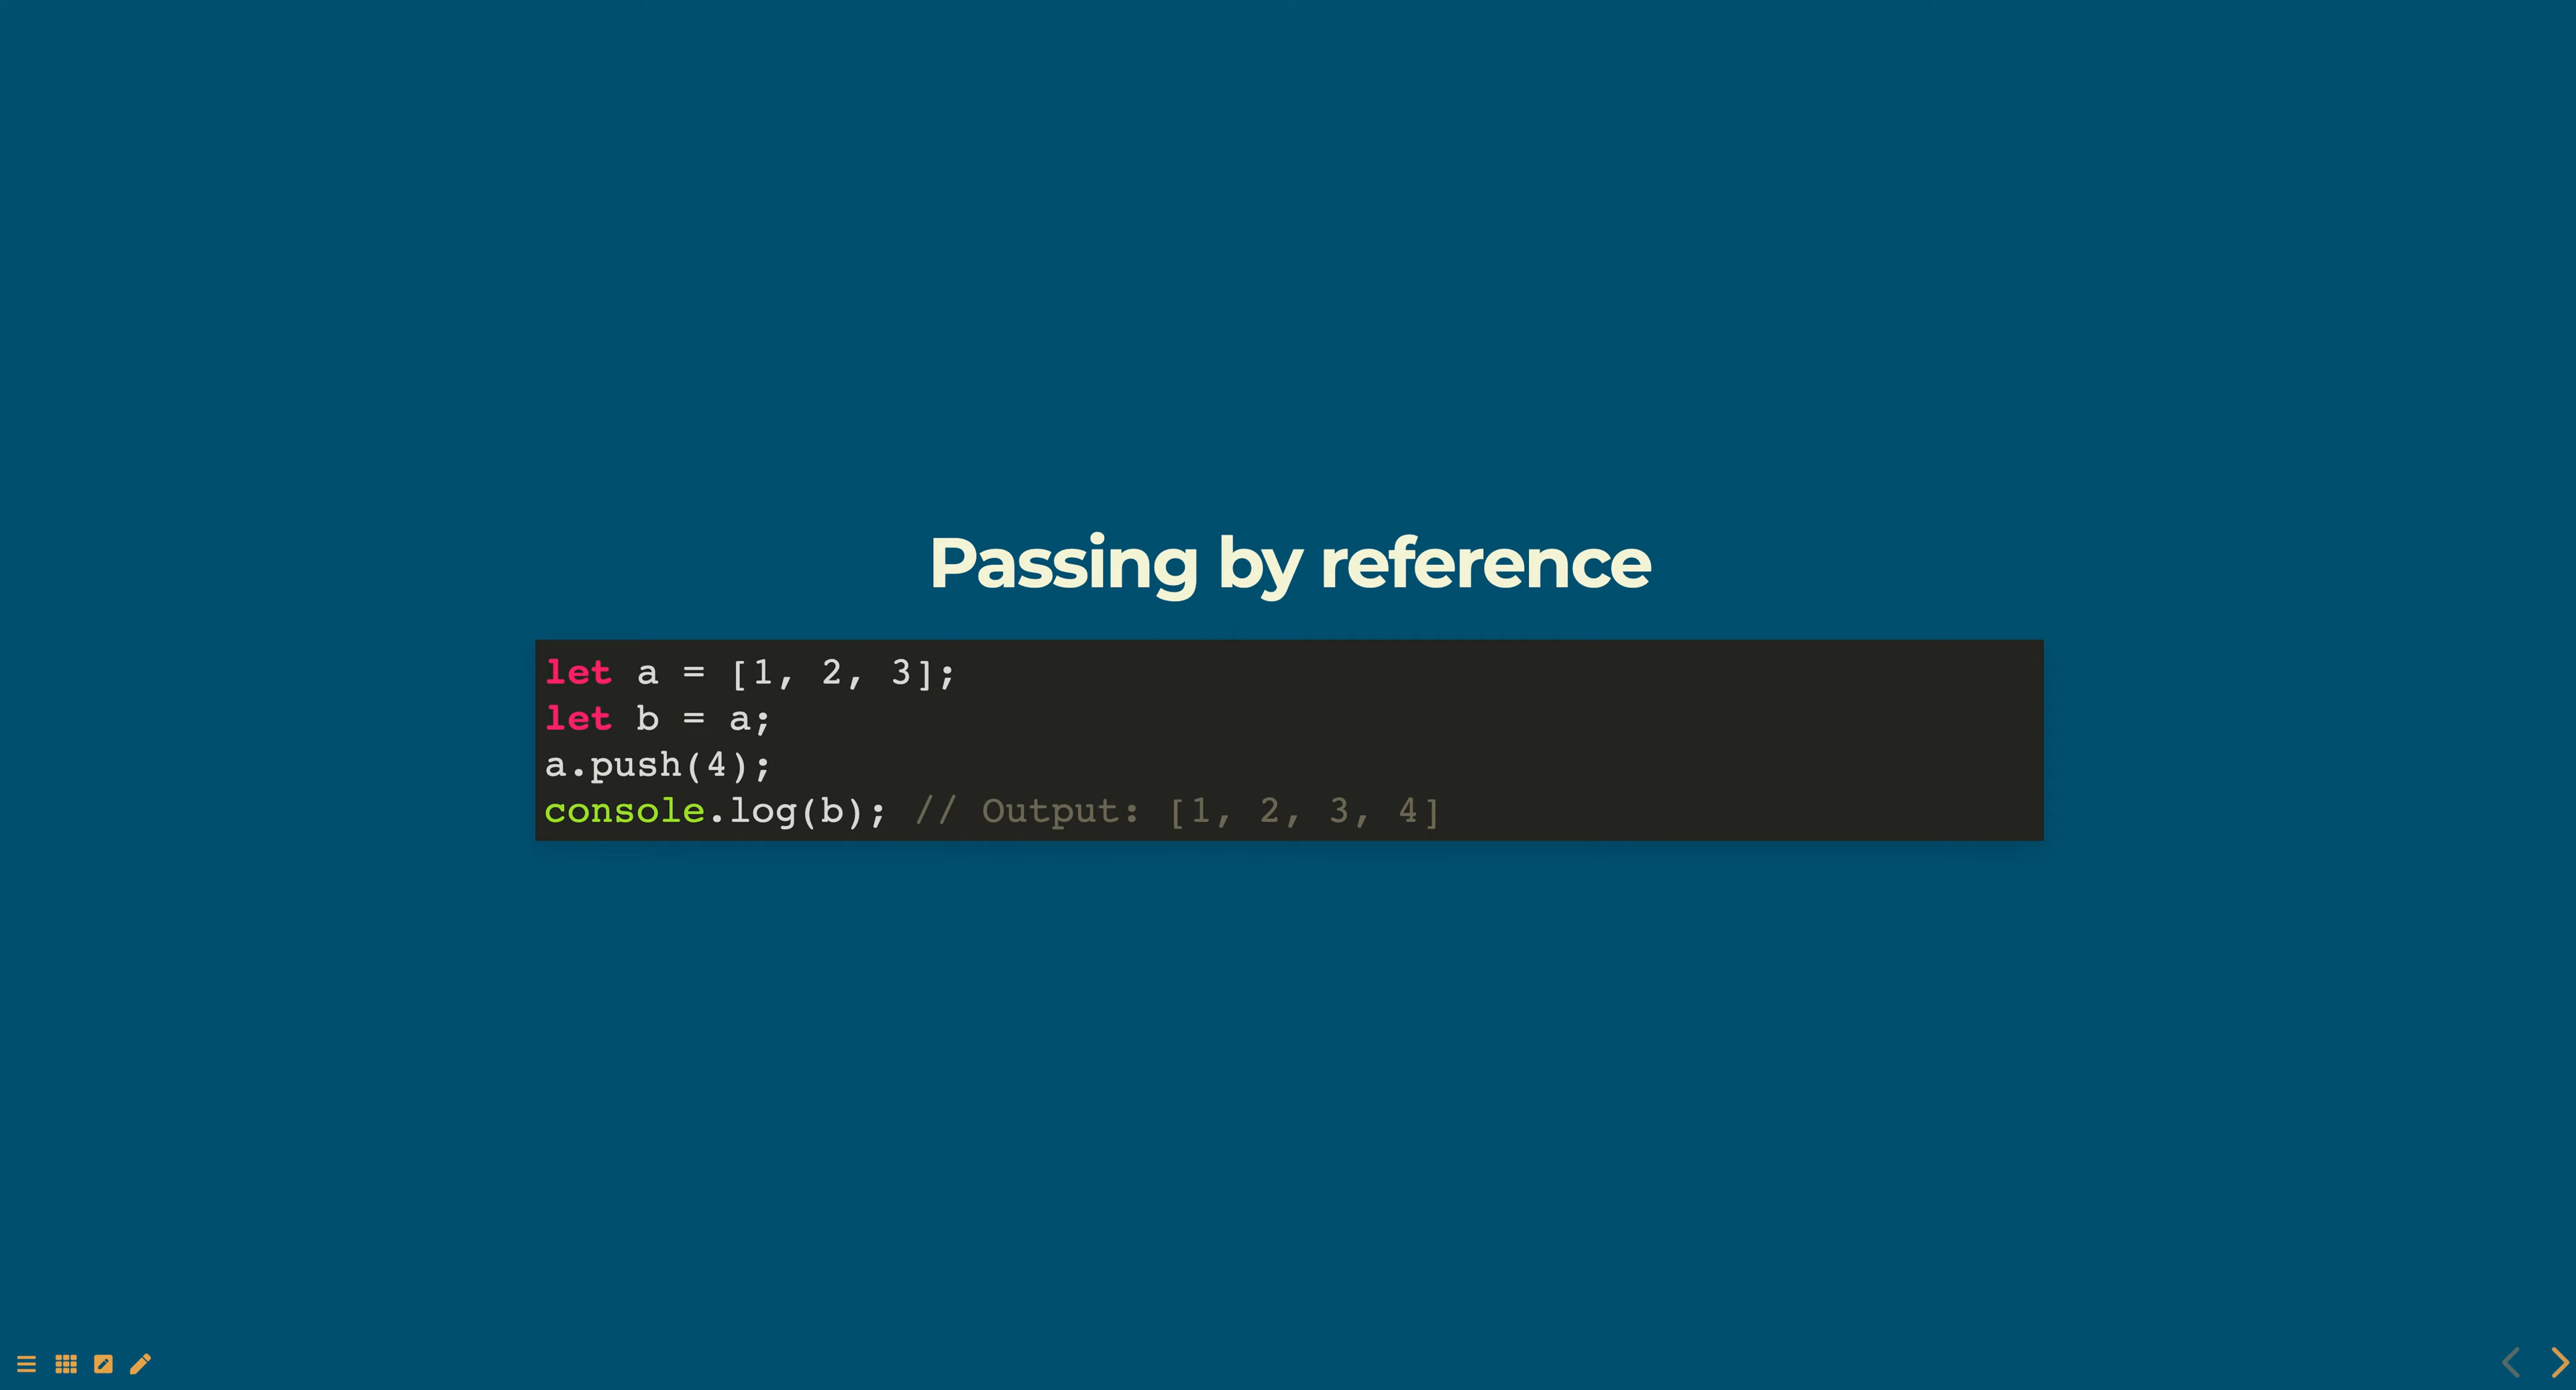 Passing by reference
let a = [1, 2, 3];
let b = a;
a.push(4);
console.log(b); // Output: [1, 2, 3, 4]